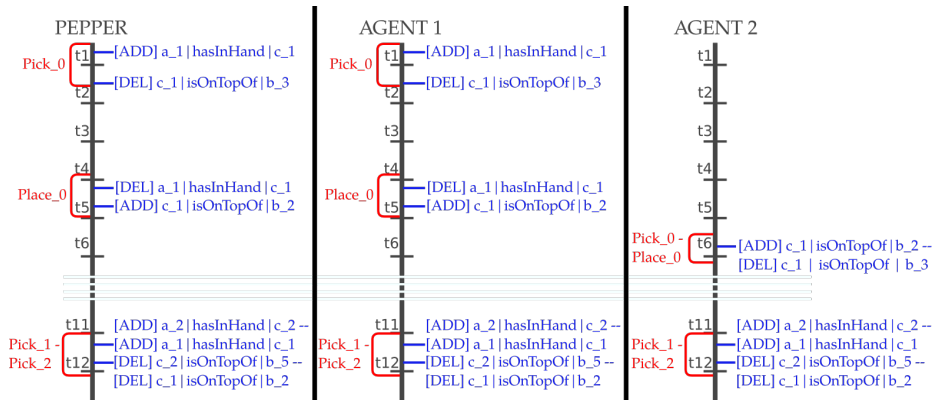 PEPPER
t1
Pick_0
[ADD] a_1 | hasInHand | c_1
[DEL] c_1 | isOnTopOf | b_3
t2
t3
t4
Place_0
[DEL] a_1 | hasInHand | c_1
[ADD] c_1 | isOnTopOf | b_2
t5
t6
t11
Pick_1 -
Pick_2
t12
[ADD] a_2 | hasInHand | c_2 --
[ADD] a_1 | hasInHand | c_1
[DEL] c_2 | isOnTopOf | b_5 --
[DEL] c_1 | isOnTopOf | b_2
AGENT 1
t1
Pick_0
[ADD] a_1 | hasInHand | c_1
[DEL] c_1 | isOnTopOf | b_3
t2
t3
t4
Place_0
[DEL] a_1 | hasInHand | c_1
[ADD] c_1 | isOnTopOf | b_2
t5
t6
t11
Pick_1 -
Pick_2
t12
[ADD] a_2 | hasInHand | c_2 --
[ADD] a_1 | hasInHand | c_1
[DEL] c_2 | isOnTopOf | b_5 --
[DEL] c_1 | isOnTopOf | b_2
AGENT 2
t1
t2
t3
t4
t5
Pick_0 -
Place_0
t6
[ADD] c_1 | isOnTopOf | b_2 --
[DEL] c_1 | isOnTopOf | b_3
t11
Pick_1 -
Pick_2
t12
[ADD] a_2 | hasInHand | c_2 --
[ADD] a_1 | hasInHand | c_1
[DEL] c_2 | isOnTopOf | b_5 --
[DEL] c_1 | isOnTopOf | b_2